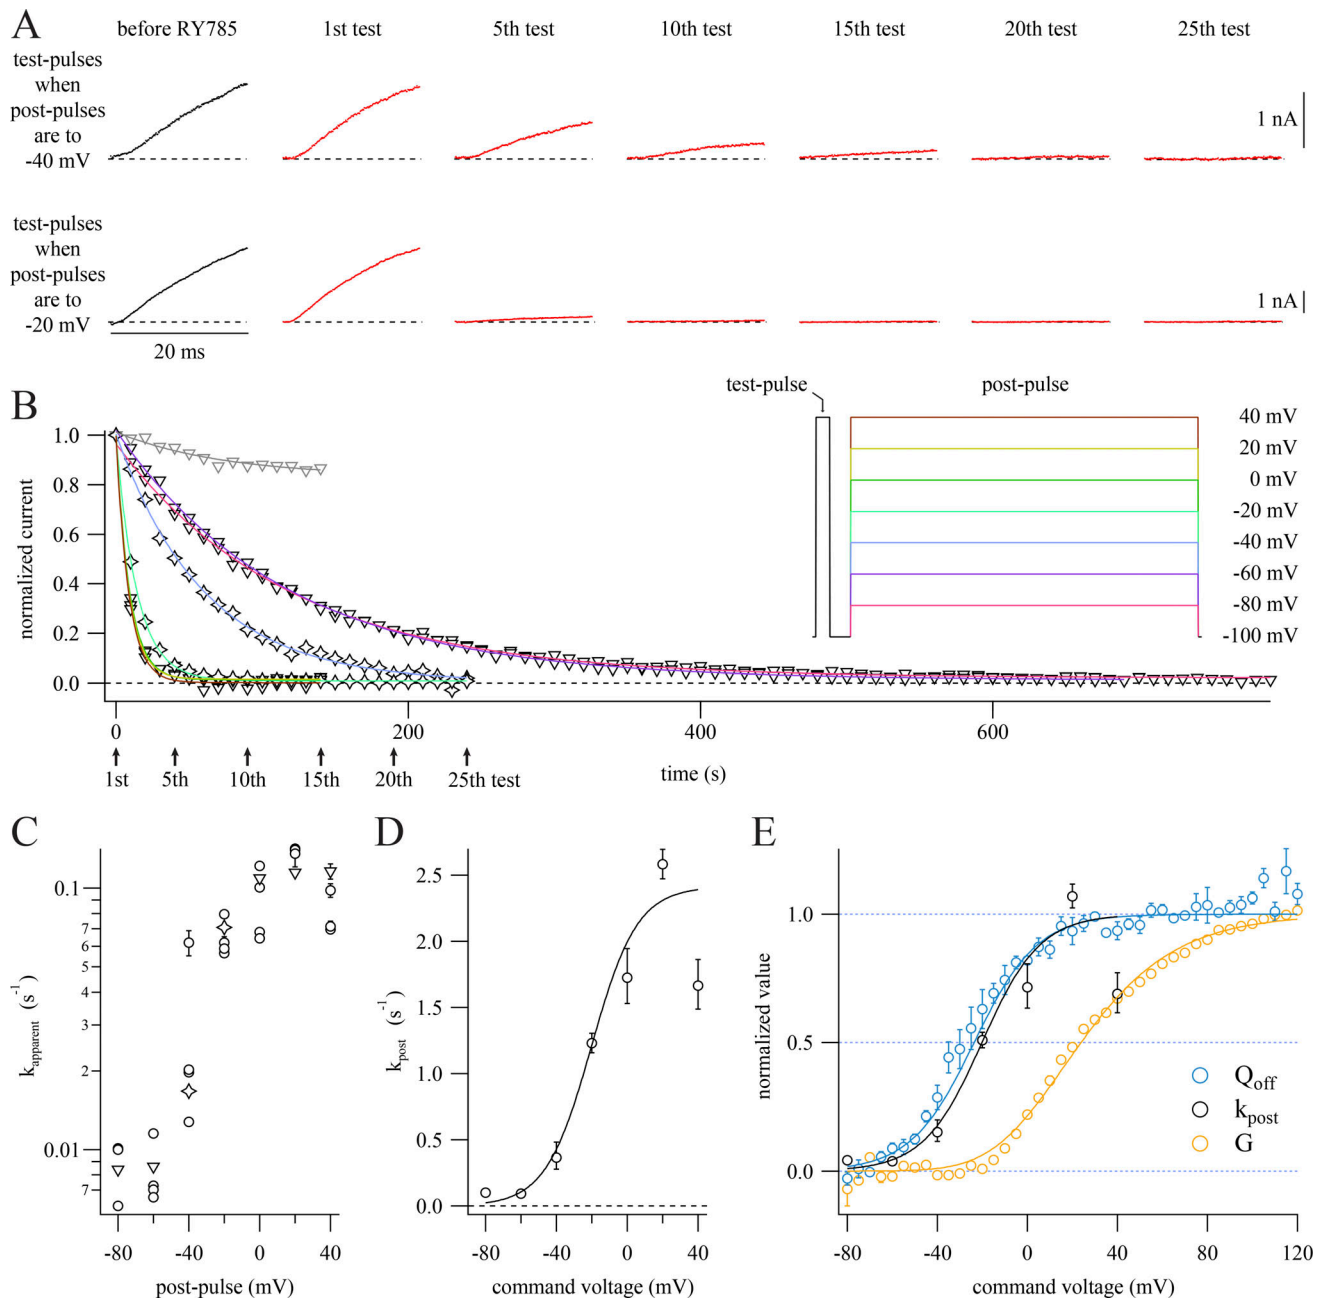 A
before RY785 1st test 5th test 10th test 15th test 20th test 25th test
test-pulses
when
post-pulses
are to
-40 mV
1 nA
test-pulses
when
post-pulses
are to
-20 mV
1 nA
20 ms
B
test-pulse post-pulse
40 mV
20 mV
0 mV
-20 mV
-40 mV
-60 mV
-80 mV
-100 mV
normalized current
1.0
0.8
0.6
0.4
0.2
0.0
0 200 400 600
time (s)
1st 5th 10th 15th 20th 25th test
C
k_apparent (s⁻¹)
0.1
7
6
5
4
3
2
0.01
7
-80 -40 0 40
post-pulse (mV)
D
k_post (s⁻¹)
2.5
2.0
1.5
1.0
0.5
0.0
-80 -40 0 40
command voltage (mV)
E
normalized value
1.0
0.5
0.0
Q_off
k_post
G
-80 -40 0 40 80 120
command voltage (mV)